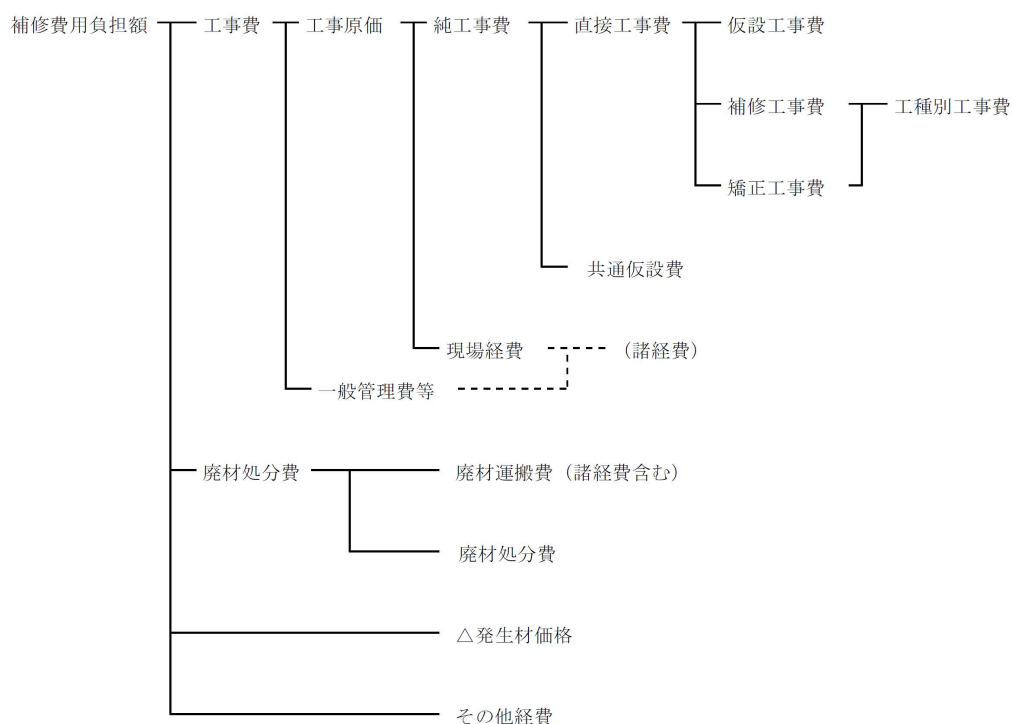 補修費用負担額 工事費 工事原価 純工事費 直接工事費 仮設工事費
補修工事費 工種別工事費
矯正工事費
共通仮設費
現場経費 （諸経費）
一般管理費等
廃材処分費 廃材運搬費（諸経費含む）
廃材処分費
△発生材価格
その他経費